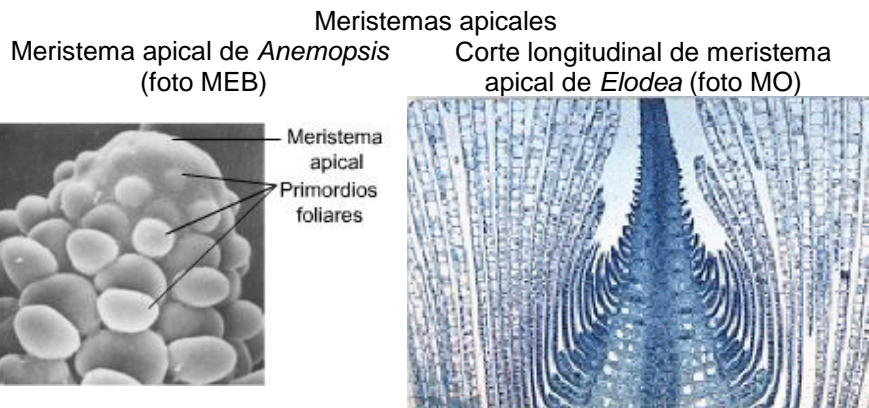 Meristemas apicales
Meristema apical de Anemopsis
(foto MEB)
Corte longitudinal de meristema
apical de Elodea (foto MO)
Meristema
apical
Primordios
foliares